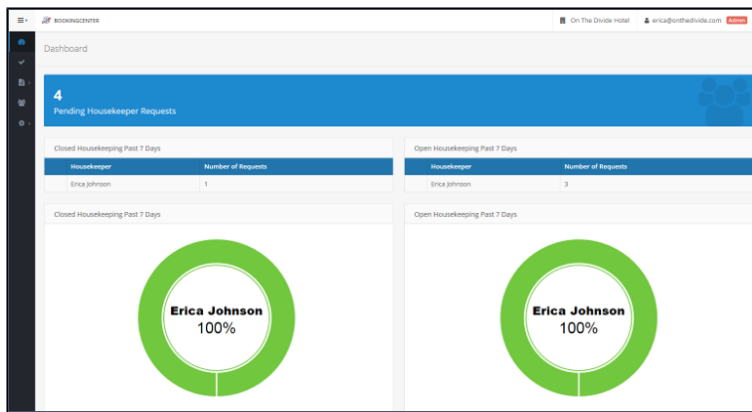 BOOKINGCENTER
On The Divide Hotel
erica@onthedivide.com Admin
Dashboard
4
Pending Housekeeper Requests
Closed Housekeeping Past 7 Days
Housekeeper Number of Requests
Erica Johnson 1
Open Housekeeping Past 7 Days
Housekeeper Number of Requests
Erica Johnson 3
Closed Housekeeping Past 7 Days
Erica Johnson
100%
Open Housekeeping Past 7 Days
Erica Johnson
100%